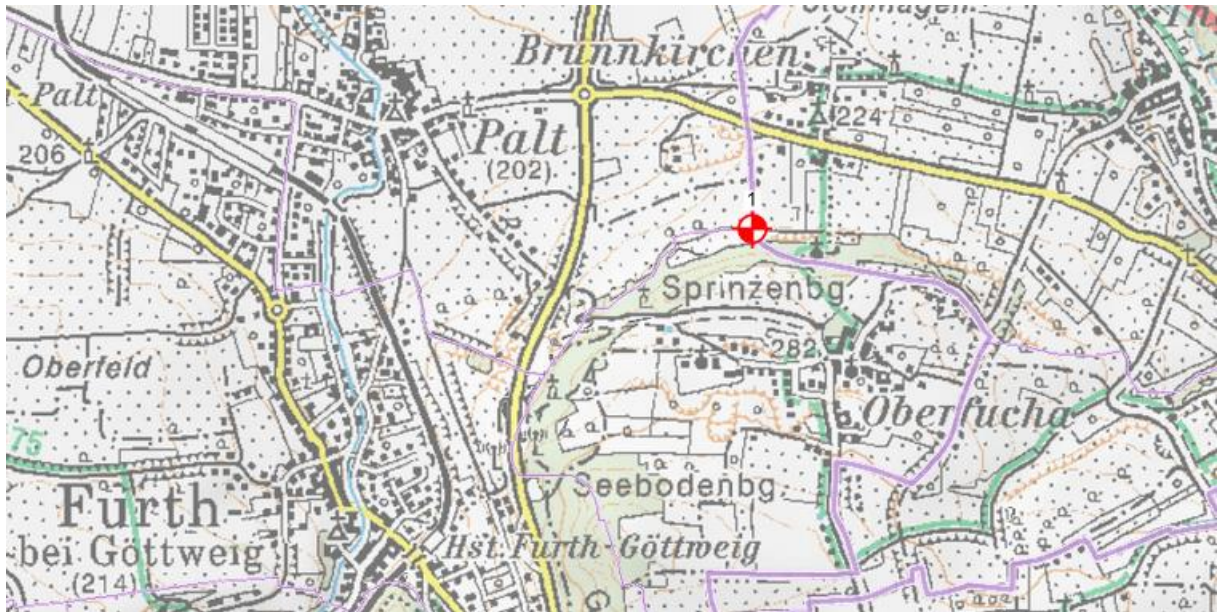 Brunnkirchen
Palt
206
Palt
(202)
224
1
Sprinzenbg
282
Oberfeld
Oberfucha
75
Seebodenbg.
Furth
bei Göttweig
(214)
Hst. Furth-Göttweig